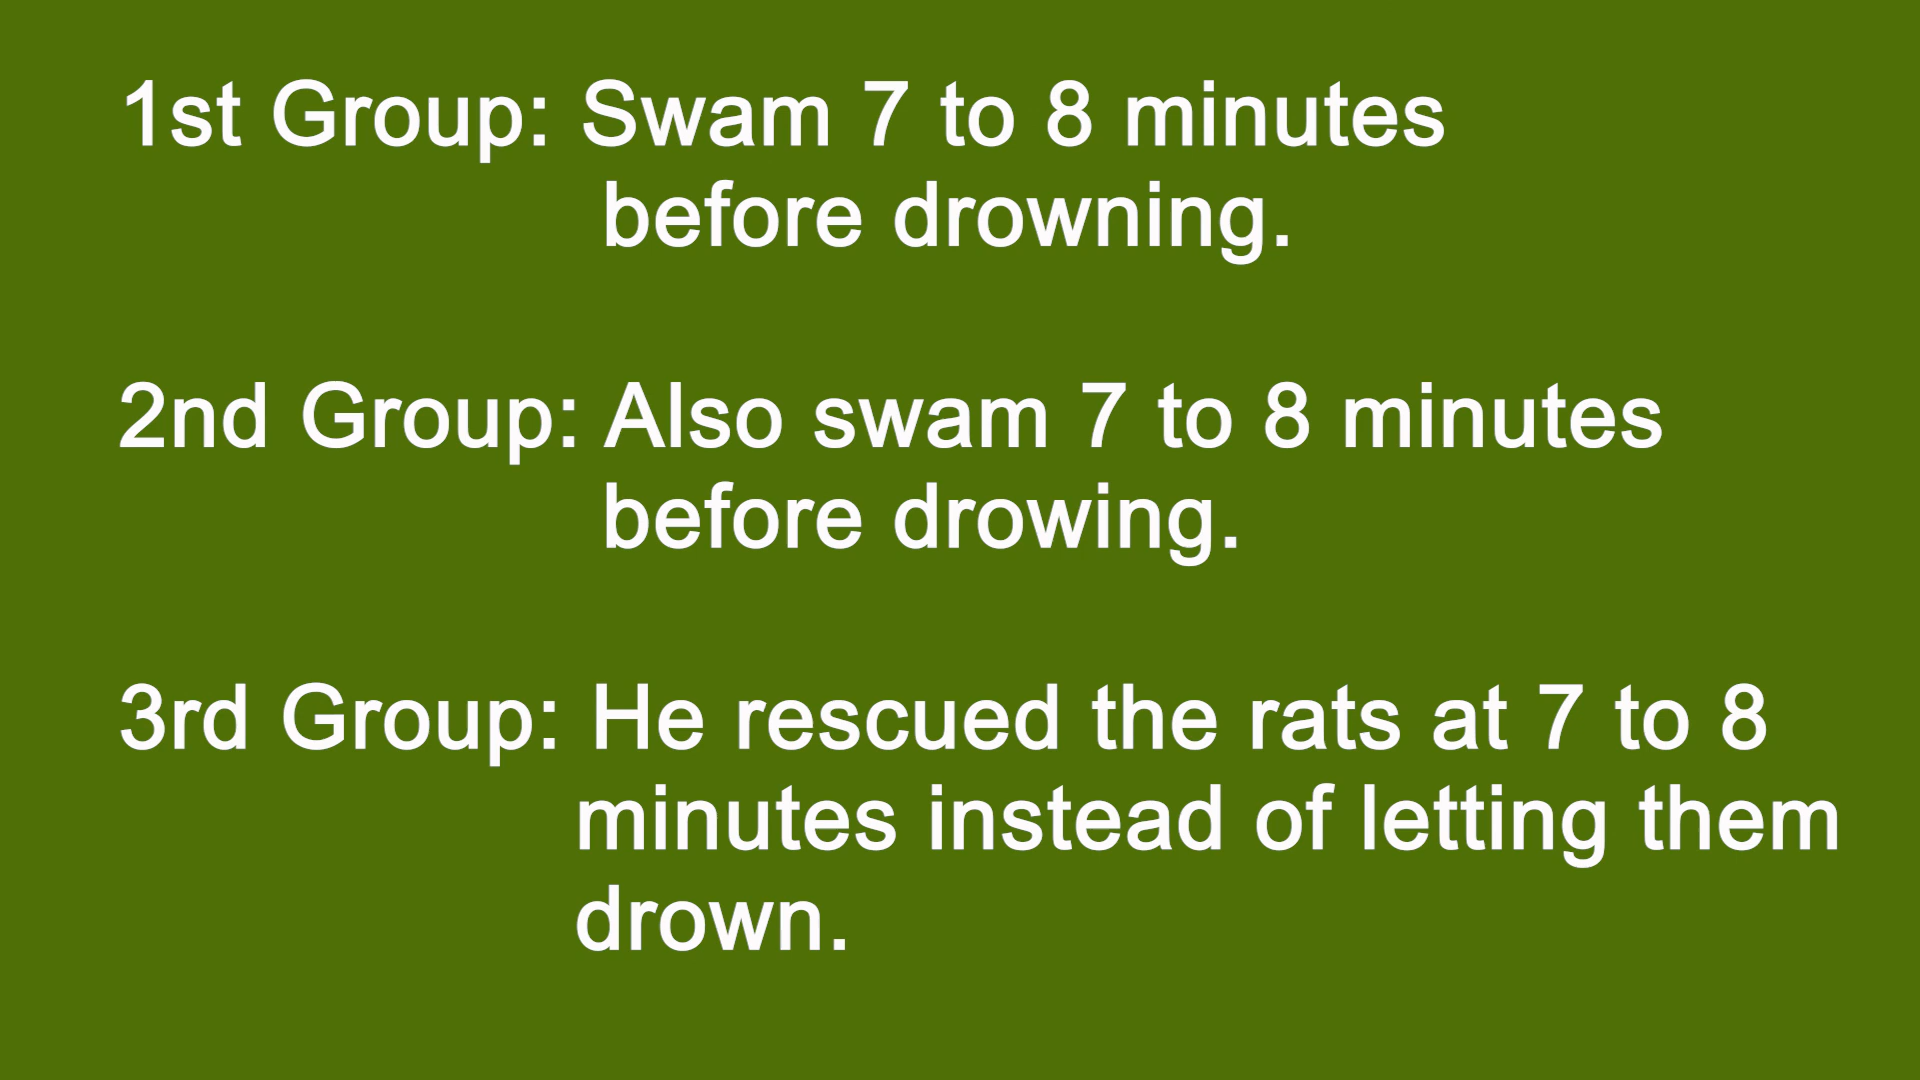 1st Group: Swam 7 to 8 minutes
before drowning.
2nd Group: Also swam 7 to 8 minutes
before drowing.
3rd Group: He rescued the rats at 7 to 8
minutes instead of letting them
drown.